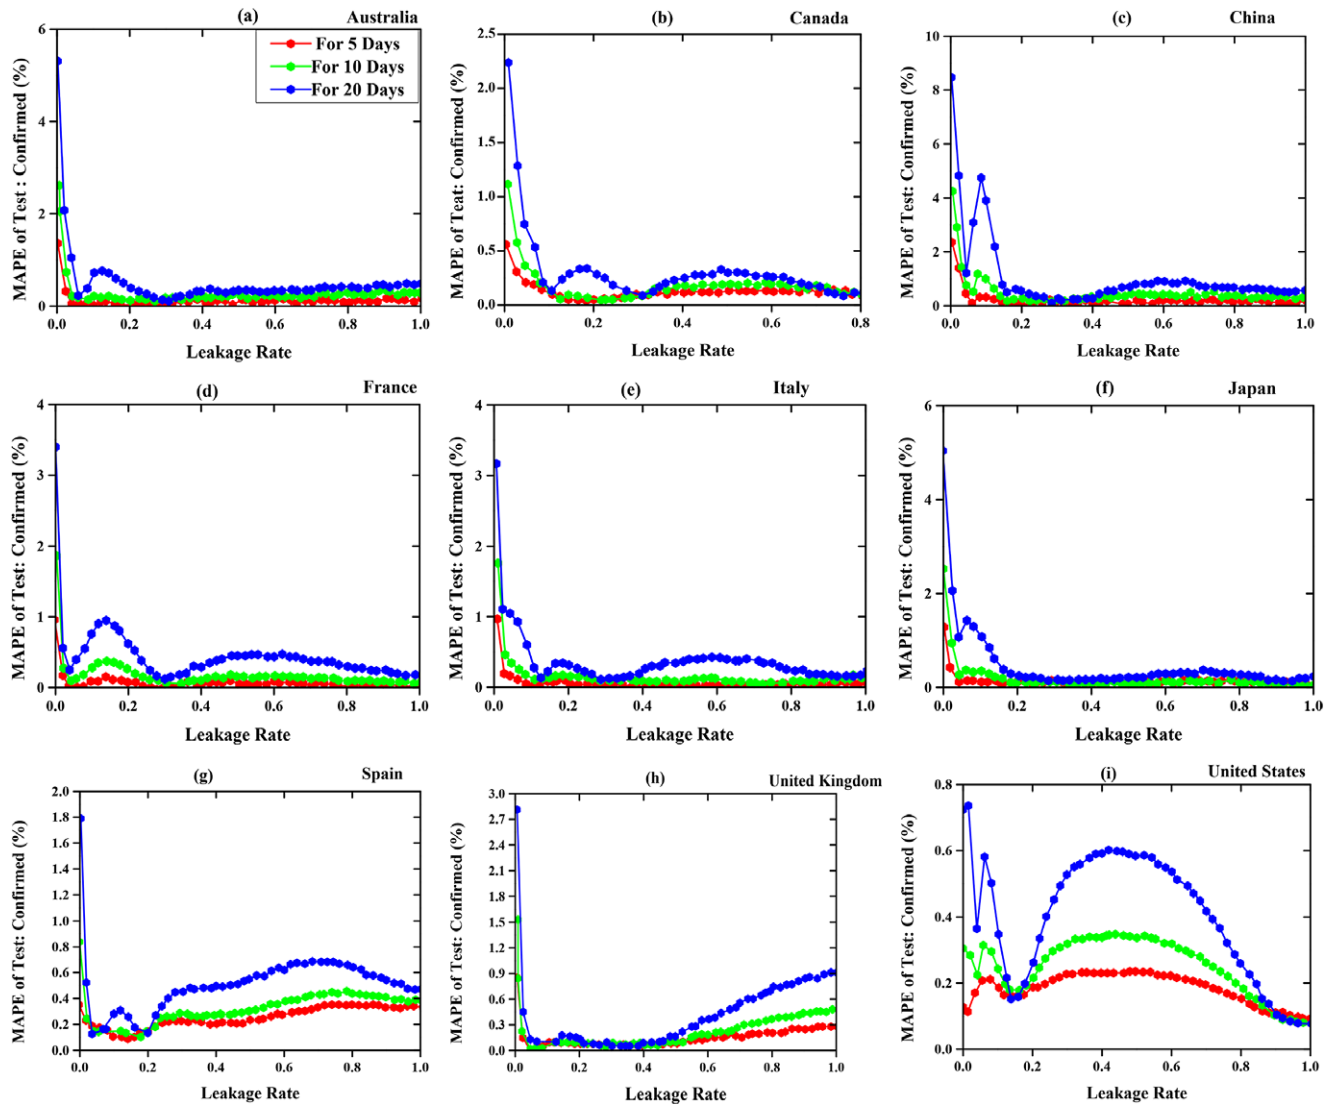 (a) Australia
6
4
2
0
MAPE of Test : Confirmed (%)
For 5 Days
For 10 Days
For 20 Days
0.0 0.2 0.4 0.6 0.8 1.0
Leakage Rate
(b) Canada
2.5
2.0
1.5
1.0
0.5
0.0
MAPE of Teat: Confirmed (%)
0.0 0.2 0.4 0.6 0.8
Leakage Rate
(c) China
10
8
6
4
2
0
MAPE of Test: Confirmed (%)
0.0 0.2 0.4 0.6 0.8 1.0
Leakage Rate
(d) France
4
3
2
1
0
MAPE of Test: Confirmed (%)
0.0 0.2 0.4 0.6 0.8 1.0
Leakage Rate
(e) Italy
4
3
2
1
0
MAPE of Test: Confirmed (%)
0.0 0.2 0.4 0.6 0.8 1.0
Leakage Rate
(f) Japan
6
4
2
0
MAPE of Test: Confirmed (%)
0.0 0.2 0.4 0.6 0.8 1.0
Leakage Rate
(g) Spain
2.0
1.8
1.6
1.4
1.2
1.0
0.8
0.6
0.4
0.2
0.0
MAPE of Test: Confirmed (%)
0.0 0.2 0.4 0.6 0.8 1.0
Leakage Rate
(h) United Kingdom
3.0
2.7
2.4
2.1
1.8
1.5
1.2
0.9
0.6
0.3
0.0
MAPE of Test: Confirmed (%)
0.0 0.2 0.4 0.6 0.8 1.0
Leakage Rate
(i) United States
0.8
0.6
0.4
0.2
0.0
MAPE of Test: Confirmed (%)
0.0 0.2 0.4 0.6 0.8 1.0
Leakage Rate